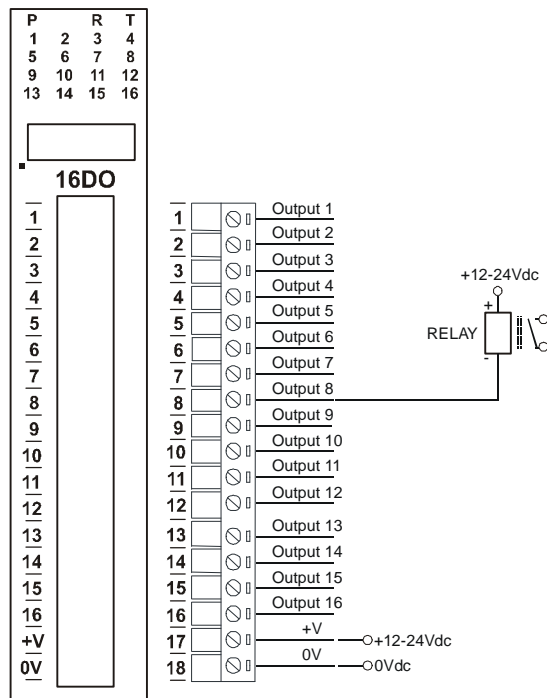 P R T
1 2 3 4
5 6 7 8
9 10 11 12
13 14 15 16
16DO
1
2
3
4
5
6
7
8
9
10
11
12
13
14
15
16
+V
0V
1 Output 1
2 Output 2
3 Output 3
4 Output 4
5 Output 5
6 Output 6
7 Output 7
8 Output 8
9 Output 9
10 Output 10
11 Output 11
12 Output 12
13 Output 13
14 Output 14
15 Output 15
16 Output 16
17 +V +12-24Vdc
18 0V 0Vdc
+12-24Vdc
+
RELAY
-